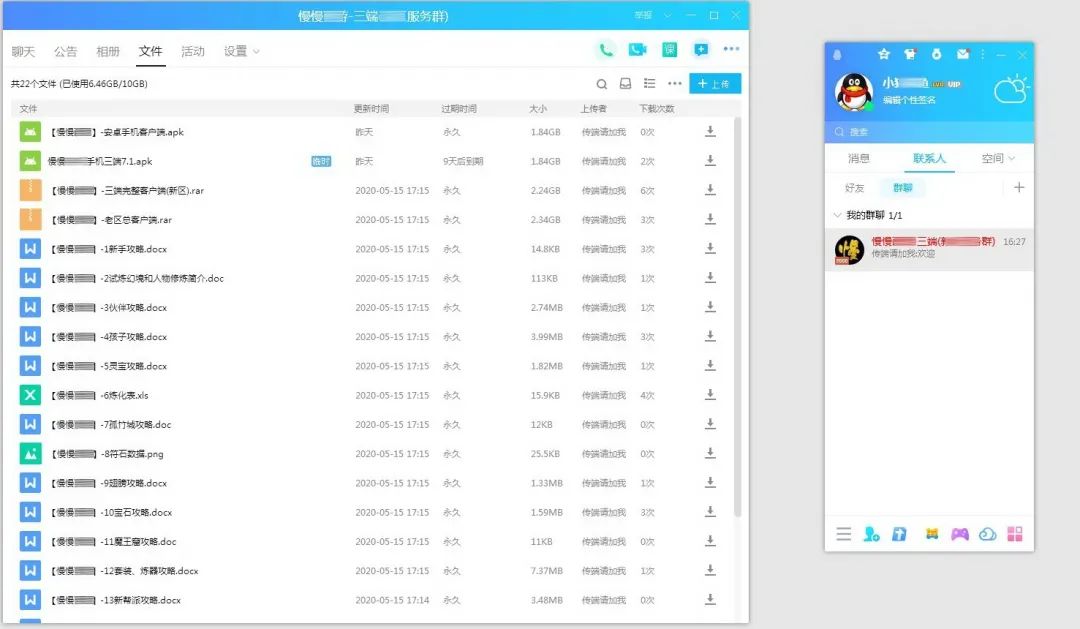 慢慢 -三端 服务群)
举报
聊天 公告 相册 文件 活动 设置
共22个文件 (已使用6.46GB/10GB)
上传
文件 更新时间 过期时间 大小 上传者 下载次数
【慢慢 】-安卓手机客户端.apk 昨天 永久 1.84GB 传端请加我 0次
慢慢 手机三端7.1.apk 临时 昨天 9天后到期 1.84GB 传端请加我 2次
【慢慢 】-三端完整客户端(新区).rar 2020-05-15 17:15 永久 2.24GB 传端请加我 6次
【慢慢 】-老区总客户端.rar 2020-05-15 17:15 永久 2.34GB 传端请加我 3次
【慢慢 】-1新手攻略.docx 2020-05-15 17:15 永久 14.8KB 传端请加我 3次
【慢慢 】-2试炼幻境和人物修炼简介.doc 2020-05-15 17:15 永久 113KB 传端请加我 1次
【慢慢 】-3伙伴攻略.docx 2020-05-15 17:15 永久 2.74MB 传端请加我 1次
【慢慢 】-4孩子攻略.docx 2020-05-15 17:15 永久 3.99MB 传端请加我 3次
【慢慢 】-5灵宝攻略.docx 2020-05-15 17:15 永久 1.82MB 传端请加我 1次
【慢慢 】-6炼化表.xls 2020-05-15 17:15 永久 15.9KB 传端请加我 4次
【慢慢 】-7孤竹城攻略.doc 2020-05-15 17:15 永久 12KB 传端请加我 0次
【慢慢 】-8符石数据.png 2020-05-15 17:15 永久 25.5KB 传端请加我 0次
【慢慢 】-9翅膀攻略.docx 2020-05-15 17:15 永久 1.33MB 传端请加我 1次
【慢慢 】-10宝石攻略.docx 2020-05-15 17:15 永久 1.59MB 传端请加我 3次
【慢慢 】-11魔王窟攻略.doc 2020-05-15 17:15 永久 11KB 传端请加我 0次
【慢慢 】-12套装、炼器攻略.docx 2020-05-15 17:15 永久 7.37MB 传端请加我 1次
【慢慢 】-13新帮派攻略.docx 2020-05-15 17:14 永久 3.48MB 传端请加我 0次
VIP
编辑个性签名
搜索
消息 联系人 空间
好友 群聊
我的群聊 1/1
慢慢 三端( 群) 16:27
传端请加我:欢迎